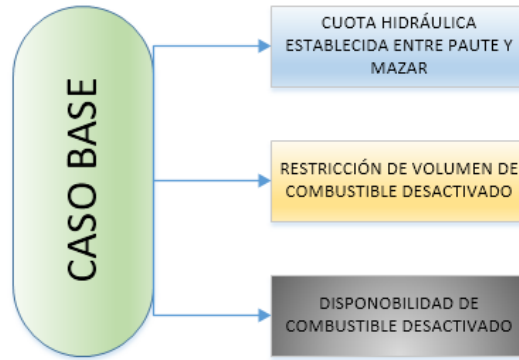 CASO BASE
CUOTA HIDRÁULICA
ESTABLECIDA ENTRE PAUTE Y
MAZAR
RESTRICCIÓN DE VOLUMEN DE
COMBUSTIBLE DESACTIVADO
DISPONOBILIDAD DE
COMBUSTIBLE DESACTIVADO